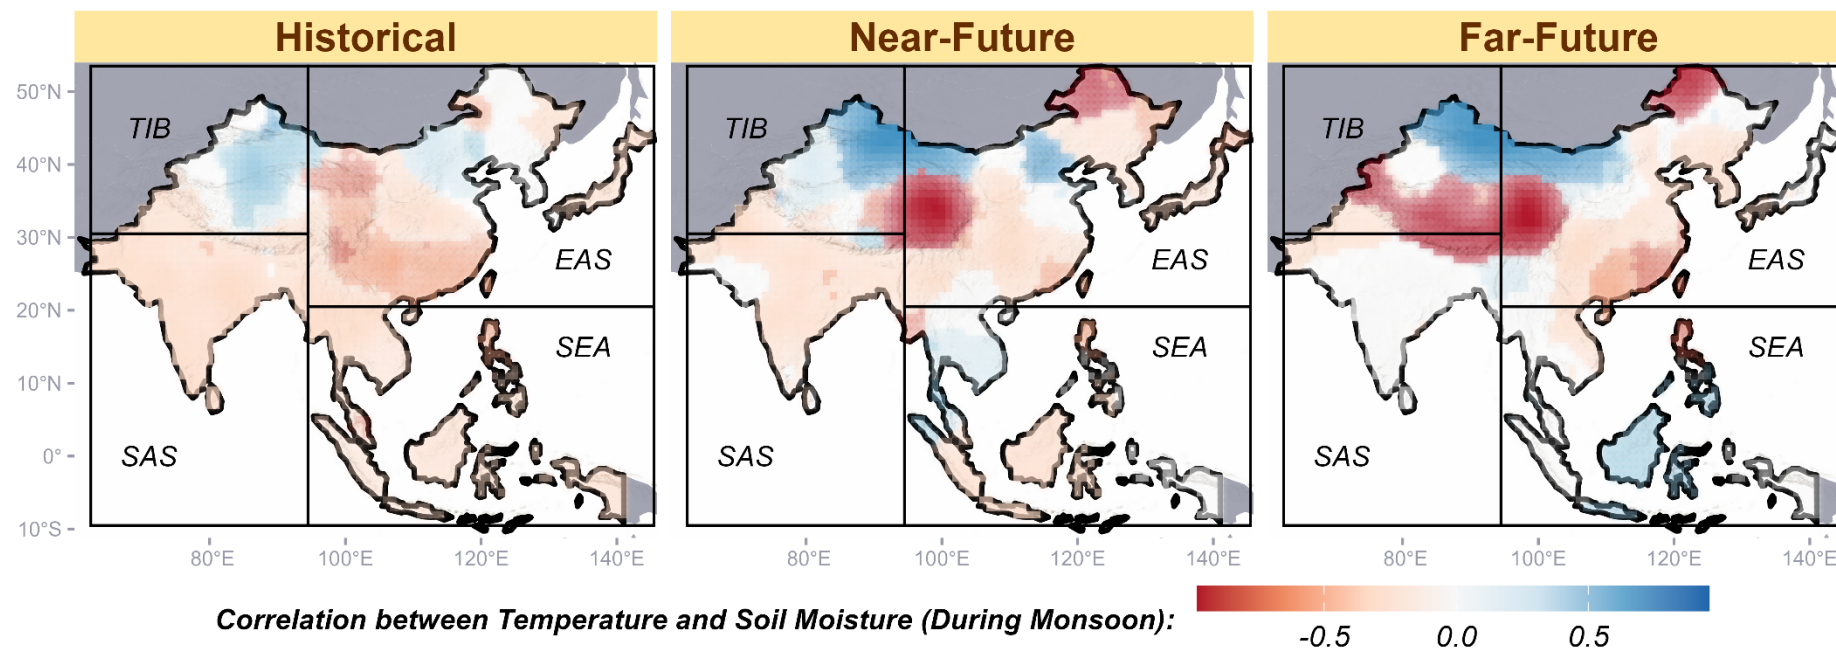 Historical Near-Future Far-Future
50°N
TIB TIB TIB
40°N
30°N
EAS EAS EAS
20°N
SEA SEA SEA
10°N
SAS SAS SAS
0°
10°S
80°E 100°E 120°E 140°E 80°E 100°E 120°E 140°E 80°E 100°E 120°E 140°E
Correlation between Temperature and Soil Moisture (During Monsoon):
-0.5 0.0 0.5